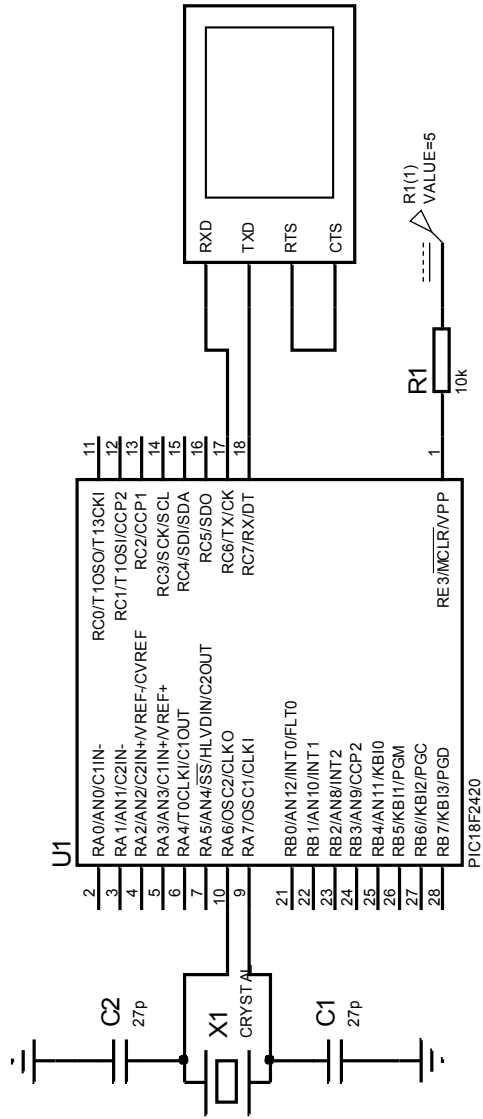 U1
2 RA0/AN0/C1IN-
3 RA1/AN1/C2IN-
4 RA2/AN2/C2IN+/VREF-/CVREF
5 RA3/AN3/C1IN+/VREF+
6 RA4/T0CLKI/C1OUT
7 RA5/AN4/SS/HLVDIN/C2OUT
10 RA6/OSC2/CLKO
9 RA7/OSC1/CLKI
21 RB0/AN12/INT0/FLT0
22 RB1/AN10/INT1
23 RB2/AN8/INT2
24 RB3/AN9/CCP2
25 RB4/AN11/KBI0
26 RB5/KBI1/PGM
27 RB6//KBI2/PGC
28 RB7/KBI3/PGD
RC0/T1OSO/T13CKI 11
RC1/T1OSI/CCP2 12
RC2/CCP1 13
RC3/SCK/SCL 14
RC4/SDI/SDA 15
RC5/SDO 16
RC6/TX/CK 17
RC7/RX/DT 18
RE3/MCLR/VPP 1
PIC18F2420
C2
27p
X1
CRYSTAL
C1
27p
RXD
TXD
RTS
CTS
R1
10k
R1(1)
VALUE=5